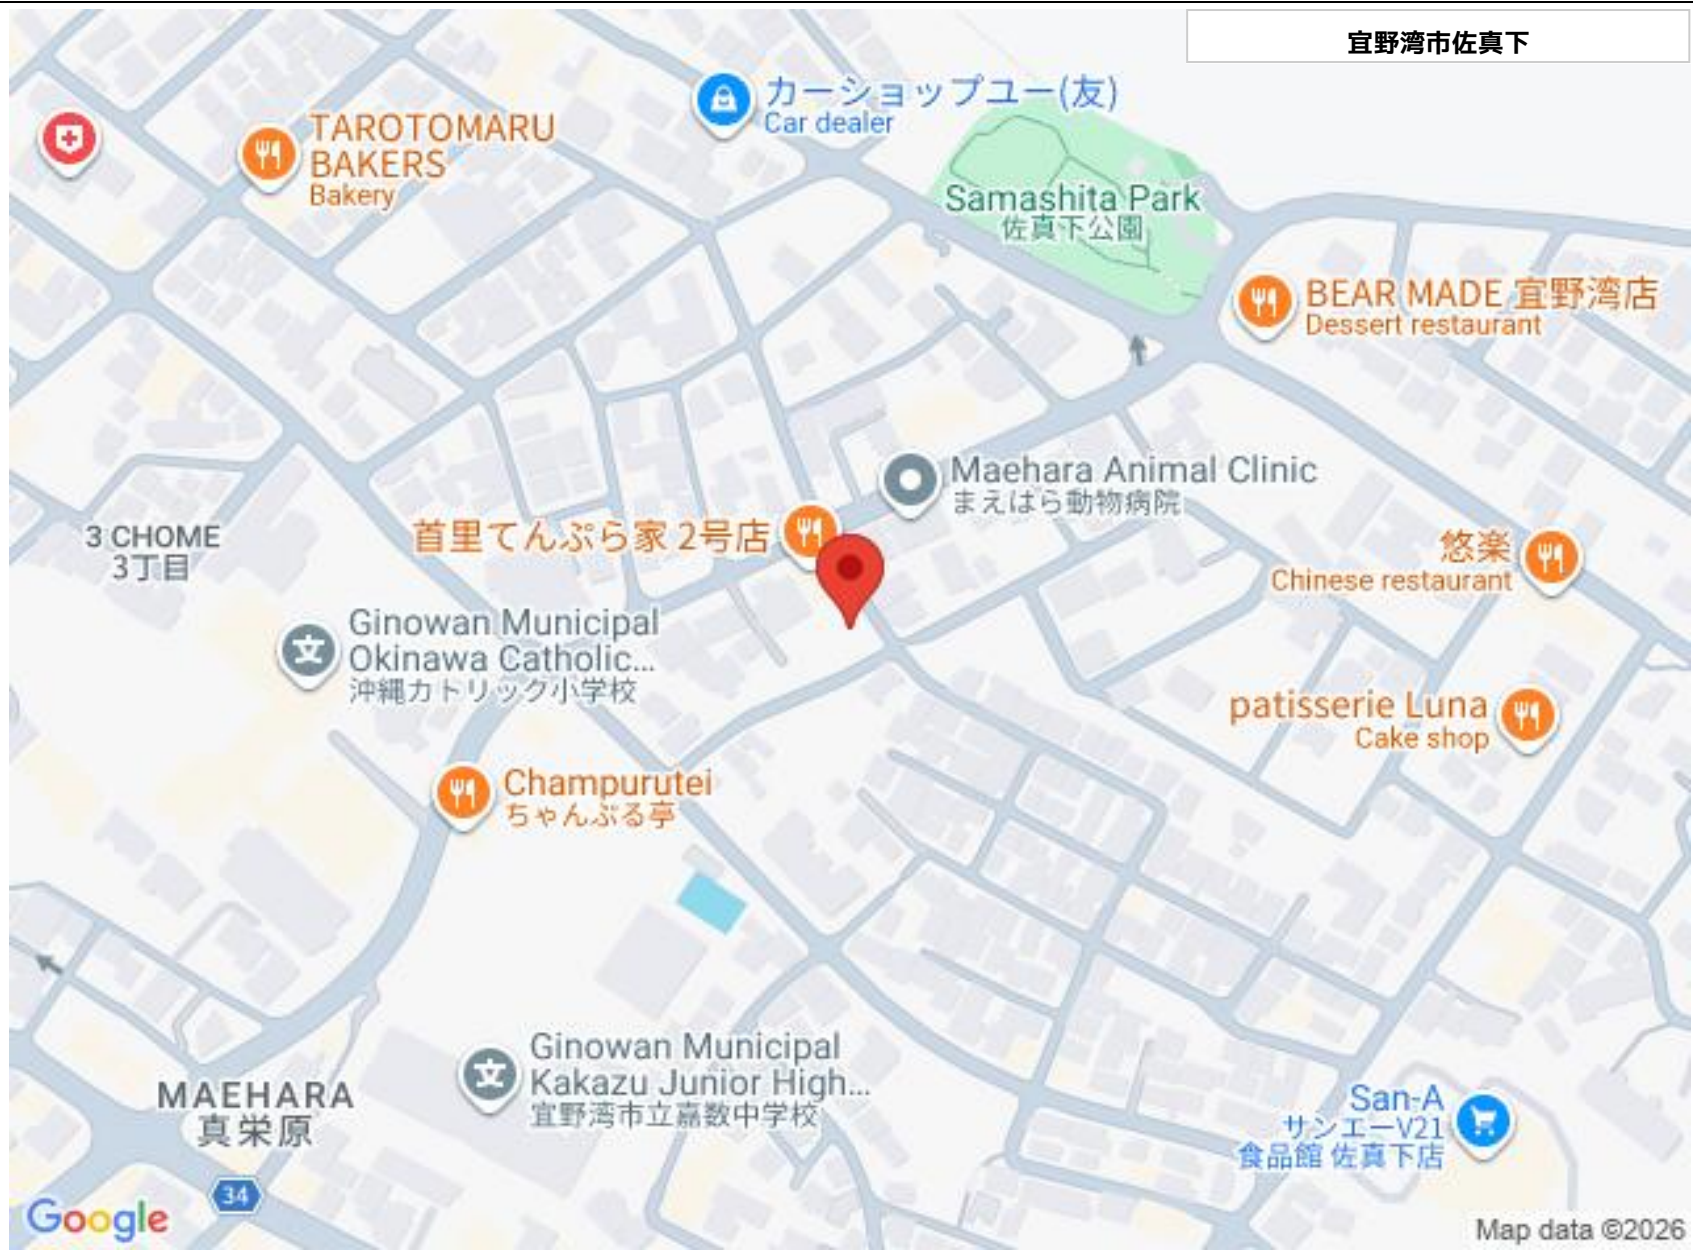 宜野湾市佐真下
カーショップユー(友)
Car dealer
TAROTOMARU
BAKERS
Bakery
Samashita Park
佐真下公園
BEAR MADE 宜野湾店
Dessert restaurant
Maehara Animal Clinic
まえはら動物病院
首里てんぷら家 2号店
3 CHOME
3丁目
悠楽
Chinese restaurant
Ginowan Municipal
Okinawa Catholic...
沖縄カトリック小学校
patisserie Luna
Cake shop
Champurutei
ちゃんぷる亭
Ginowan Municipal
Kakazu Junior High...
宜野湾市立嘉数中学校
MAEHARA
真栄原
San-A
サンエーV21
食品館 佐真下店
34
Google
Map data ©2026